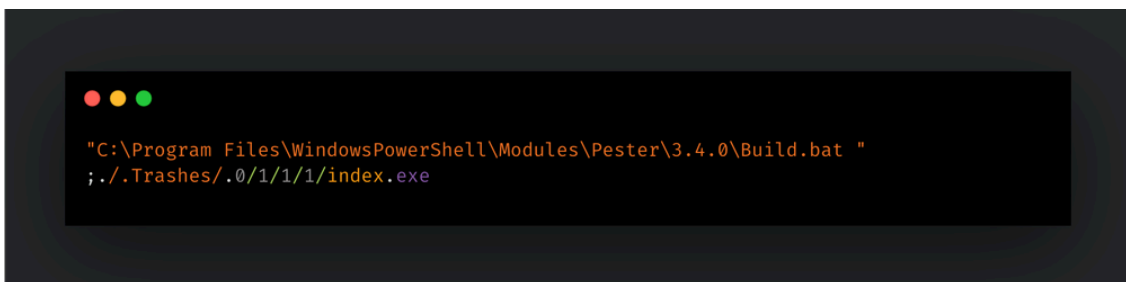 "C:\Program Files\WindowsPowerShell\Modules\Pester\3.4.0\Build.bat "
;./.Trashes/.0/1/1/1/index.exe